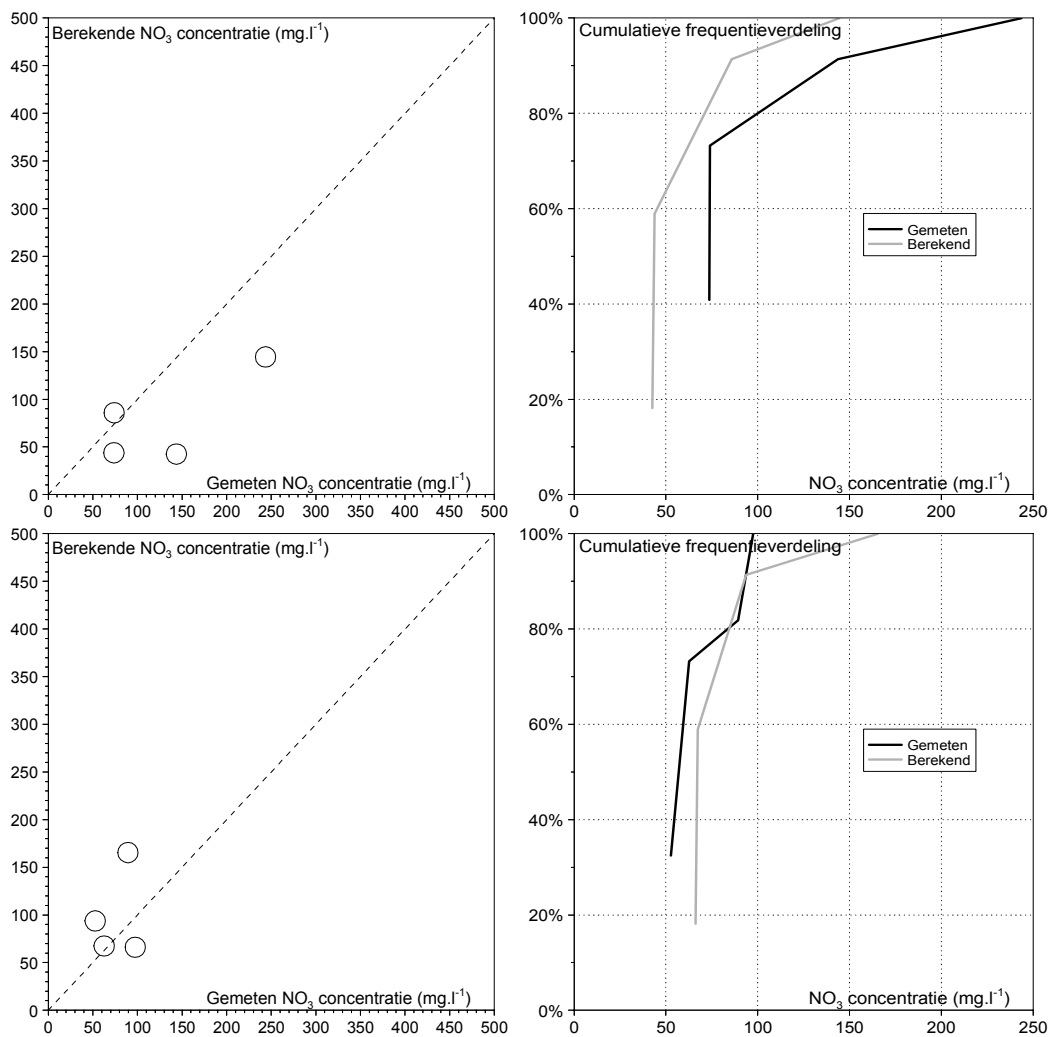 500
450
400
350
300
250
200
150
100
50
0
Berekende NO₃ concentratie (mg.l⁻¹)
Gemeten NO₃ concentratie (mg.l⁻¹)
0 50 100 150 200 250 300 350 400 450 500
100%
80%
60%
40%
20%
0%
Cumulatieve frequentieverdeling
Gemeten
Berekend
NO₃ concentratie (mg.l⁻¹)
0 50 100 150 200 250
500
450
400
350
300
250
200
150
100
50
0
Berekende NO₃ concentratie (mg.l⁻¹)
Gemeten NO₃ concentratie (mg.l⁻¹)
0 50 100 150 200 250 300 350 400 450 500
100%
80%
60%
40%
20%
0%
Cumulatieve frequentieverdeling
Gemeten
Berekend
NO₃ concentratie (mg.l⁻¹)
0 50 100 150 200 250